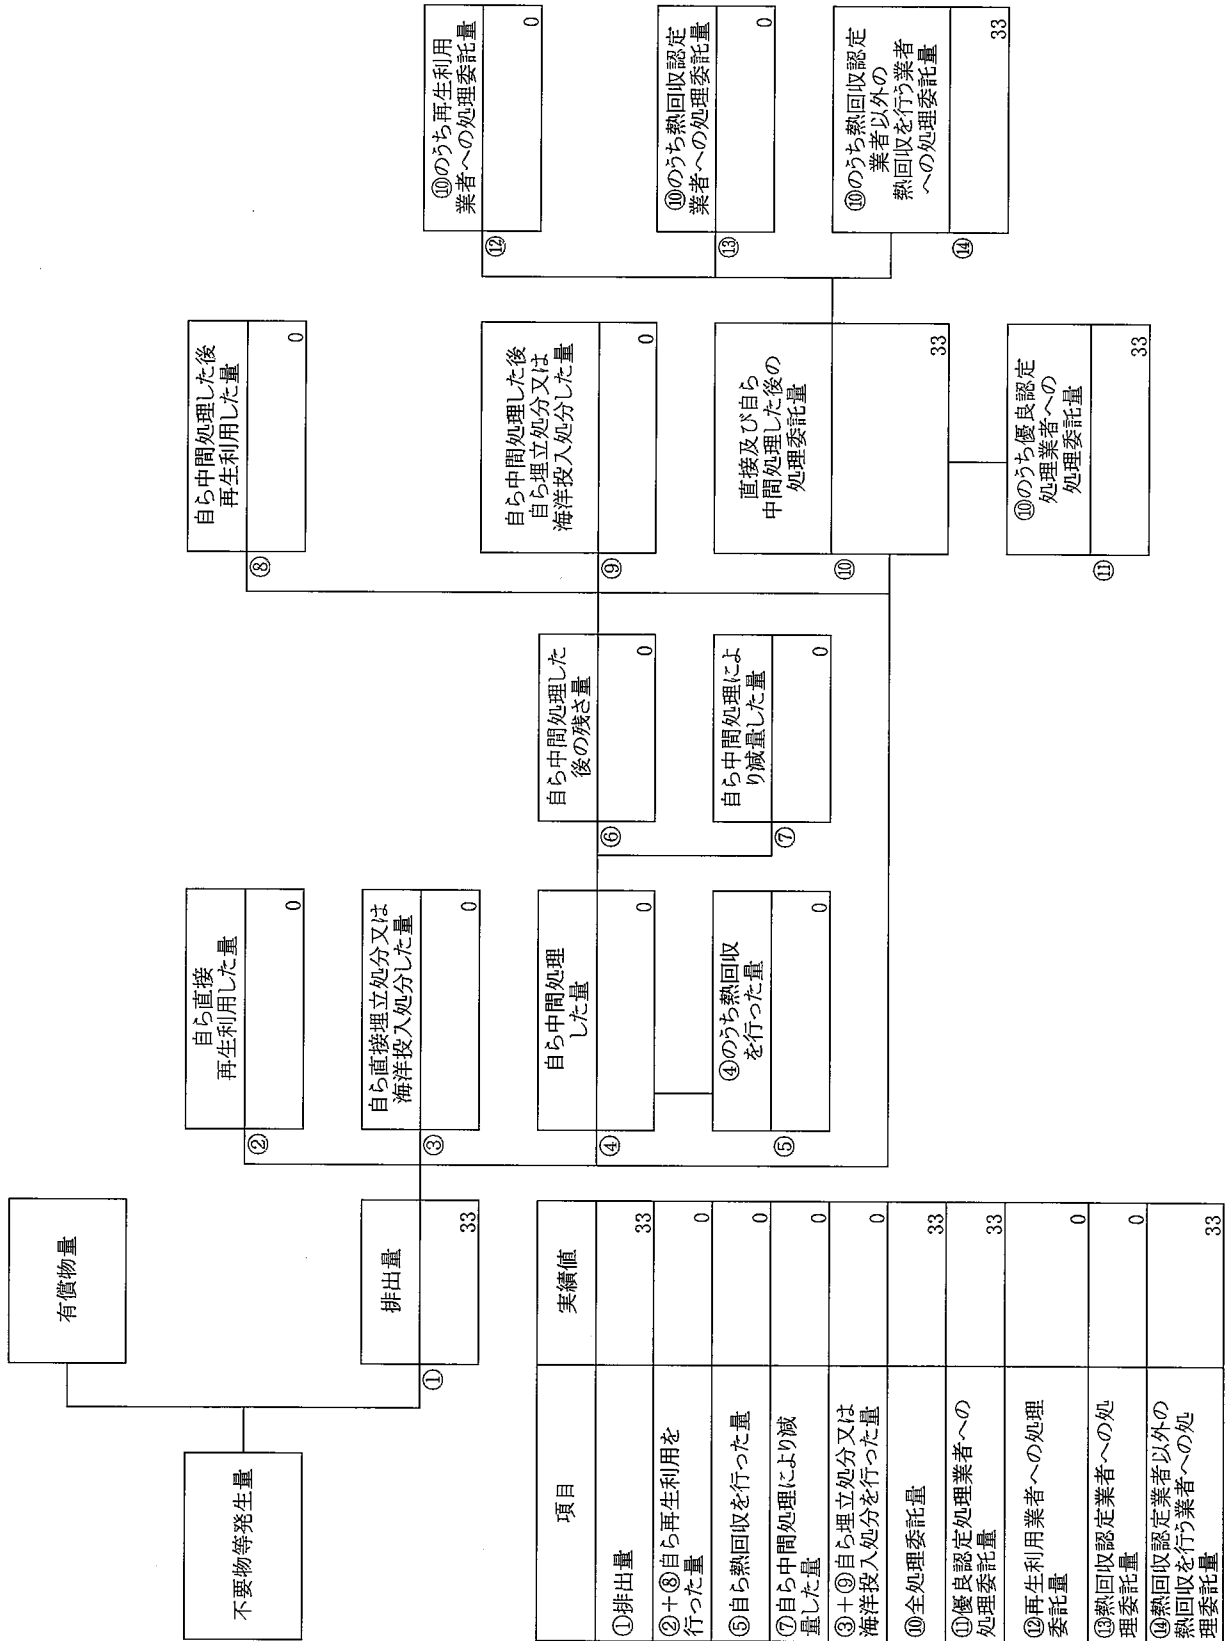 不要物等発生量
有償物量
①
排出量
33
②
自ら直接
再生利用した量
0
③
自ら直接埋立処分又は
海洋投入処分した量
0
④
自ら中間処理
した量
0
⑤
④のうち熱回収
を行った量
0
⑥
自ら中間処理した
後の残さ量
0
⑦
自ら中間処理によ
り減量した量
0
⑧
自ら中間処理した後
再生利用した量
0
⑨
自ら中間処理した後
自ら埋立処分又は
海洋投入処分した量
0
⑩
直接及び自ら
中間処理した後の
処理委託量
33
⑪
⑩のうち優良認定
処理業者への
処理委託量
33
⑫
⑩のうち再生利用
業者への処理委託量
0
⑬
⑩のうち熱回収認定
業者への処理委託量
0
⑭
⑩のうち熱回収認定
業者以外の
熱回収を行う業者
への処理委託量
33
項目 実績値
①排出量 33
②+⑧自ら再生利用を
行った量 0
⑤自ら熱回収を行った量 0
⑦自ら中間処理により減
量した量 0
③+⑨自ら埋立処分又は
海洋投入処分を行った量 0
⑩全処理委託量 33
⑪優良認定処理業者への
処理委託量 33
⑫再生利用業者への処理
委託量 0
⑬熱回収認定業者への処
理委託量 0
⑭熱回収認定業者以外の
熱回収を行う業者への処
理委託量 33